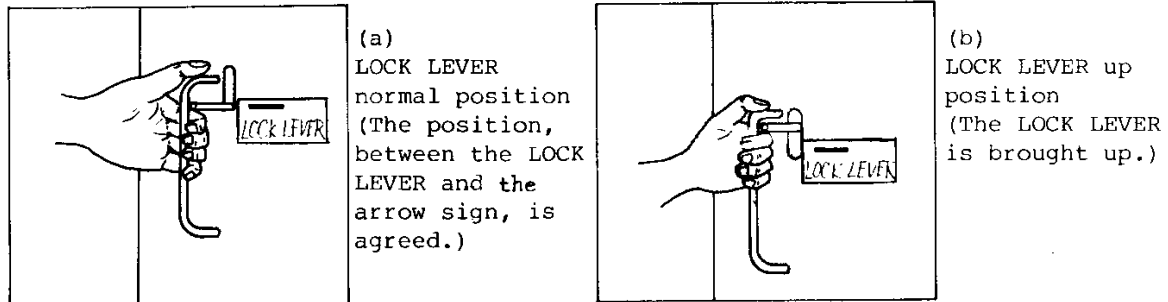 (a)
LOCK LEVER
normal position
(The position,
between the LOCK
LEVER and the
arrow sign, is
agreed.)
LOCK LEVER
(b)
LOCK LEVER up
position
(The LOCK LEVER
is brought up.)
LOCK LEVER